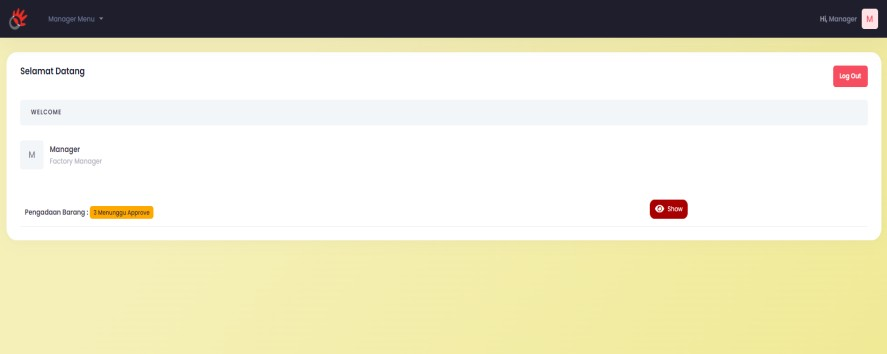 Manager Menu
Hi, Manager M
Selamat Datang
Log Out
WELCOME
M
Manager
Factory Manager
Pengadaan Barang : 3 Menunggu Approve
Show